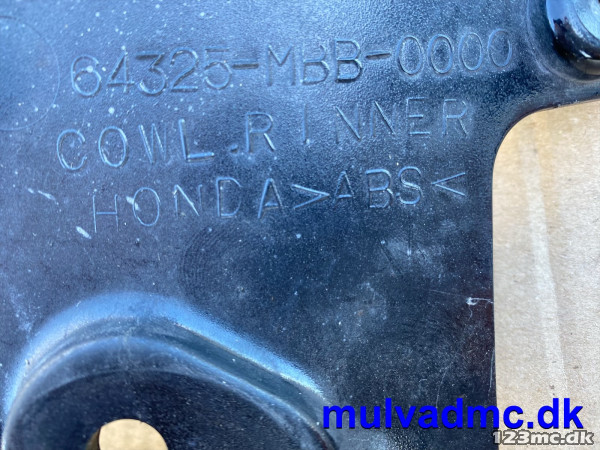 64325-MBB-0000
COWL.R INNER
HONDA >ABS<
mulvadmc.dk
123mc.dk